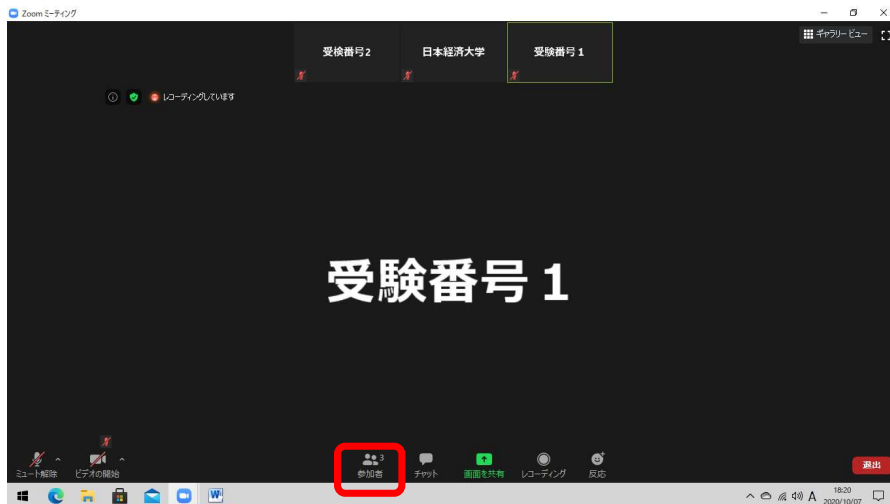 Zoom ミーティング
受検番号2
日本経済大学
受験番号 1
ギャラリー ビュー
レコーディングしています
受験番号 1
ミュート解除
ビデオの開始
3
参加者
チャット
画面を共有
レコーディング
反応
退出
W
A
18:20
2020/10/07